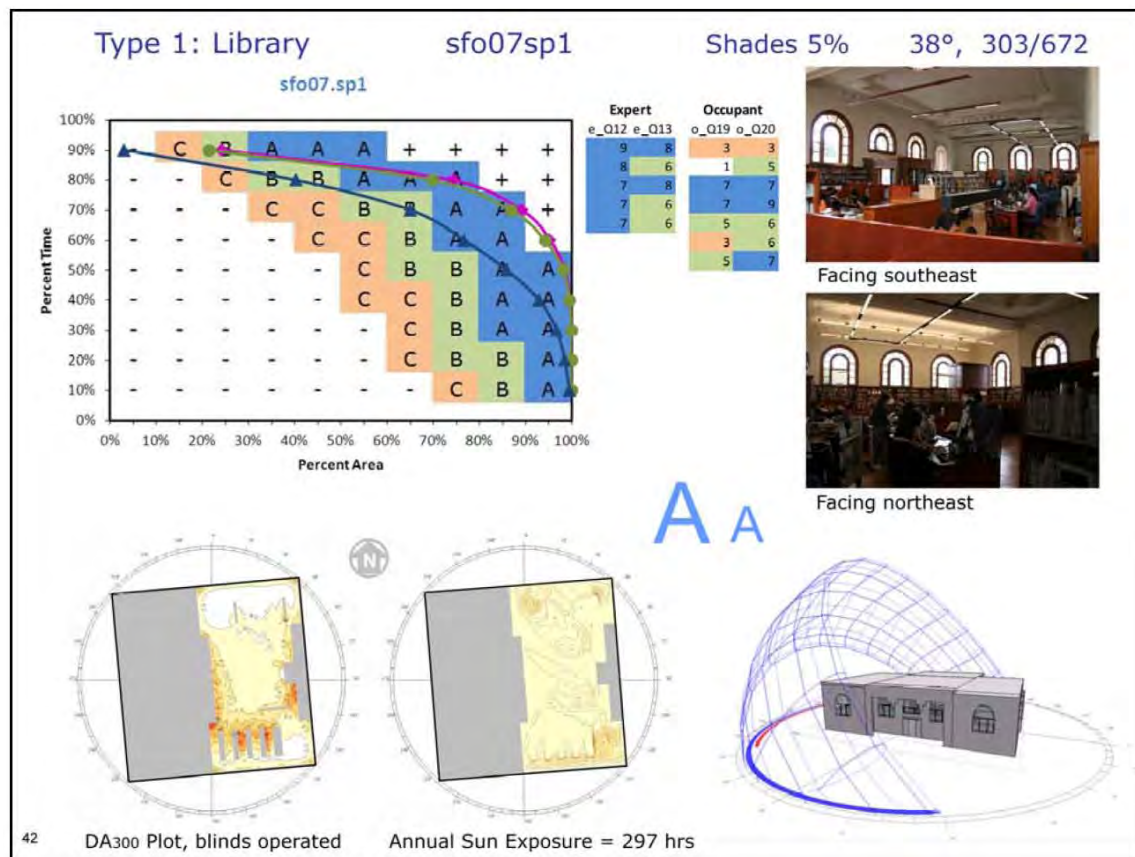 Type 1: Library sfo07sp1 Shades 5% 38°, 303/672
sfo07.sp1
Percent Time
100%
90% - C B A A A + + + +
80% - - C B B A A A + +
70% - - - C C B B A A +
60% - - - - C C B A A +
50% - - - - - C B B A A
40% - - - - - C C B A A
30% - - - - - - C B A A
20% - - - - - - C B B A
10% - - - - - - - C B A
0%
0% 10% 20% 30% 40% 50% 60% 70% 80% 90% 100%
Percent Area
Expert Occupant
e_Q12 e_Q13 o_Q19 o_Q20
9 8 3 3
8 6 1 5
7 8 7 7
7 6 7 9
7 6 5 6
3 6
5 7
Facing southeast
Facing northeast
A A
N
42 DA300 Plot, blinds operated Annual Sun Exposure = 297 hrs